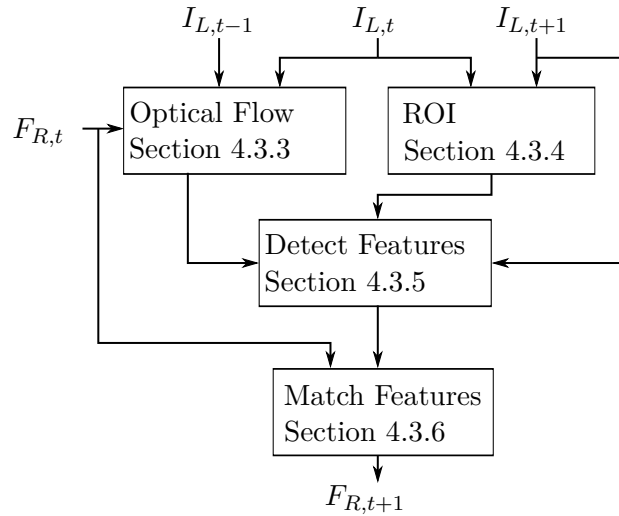 I_{L,t−1} I_{L,t} I_{L,t+1}
F_{R,t}
Optical Flow
Section 4.3.3
ROI
Section 4.3.4
Detect Features
Section 4.3.5
Match Features
Section 4.3.6
F_{R,t+1}